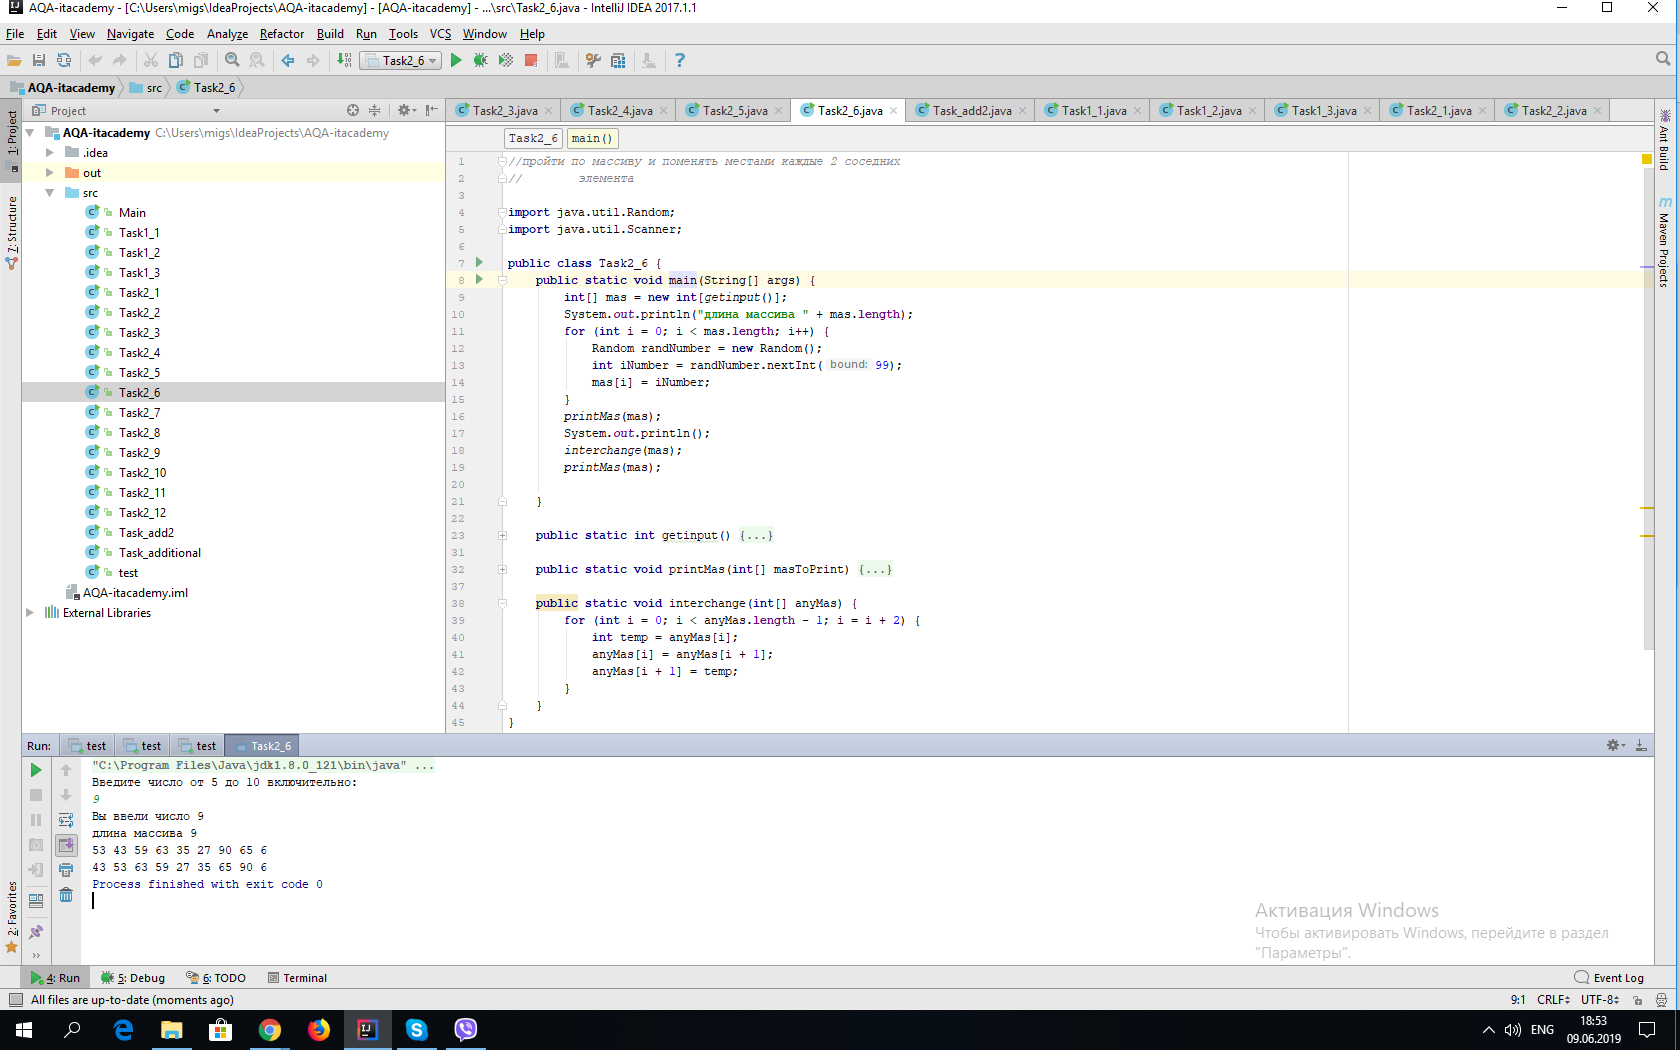 AQA-itacademy - [C:\Users\migs\IdeaProjects\AQA-itacademy] - [AQA-itacademy] - ...\src\Task2_6.java - IntelliJ IDEA 2017.1.1
File Edit View Navigate Code Analyze Refactor Build Run Tools VCS Window Help
Task2_6
AQA-itacademy src Task2_6
Project
Task2_3.java Task2_4.java Task2_5.java Task2_6.java Task_add2.java Task1_1.java Task1_2.java Task1_3.java Task2_1.java Task2_2.java
1: Project
7: Structure
2: Favorites
Ant Build
Maven Projects
AQA-itacademy C:\Users\migs\IdeaProjects\AQA-itacademy
.idea
out
src
Main
Task1_1
Task1_2
Task1_3
Task2_1
Task2_2
Task2_3
Task2_4
Task2_5
Task2_6
Task2_7
Task2_8
Task2_9
Task2_10
Task2_11
Task2_12
Task_add2
Task_additional
test
AQA-itacademy.iml
External Libraries
Task2_6 main()
1 //пройти по массиву и поменять местами каждые 2 соседних
2 // элемента
3
4 import java.util.Random;
5 import java.util.Scanner;
6
7 public class Task2_6 {
8 public static void main(String[] args) {
9 int[] mas = new int[getinput()];
10 System.out.println("длина массива " + mas.length);
11 for (int i = 0; i < mas.length; i++) {
12 Random randNumber = new Random();
13 int iNumber = randNumber.nextInt( bound: 99);
14 mas[i] = iNumber;
15 }
16 printMas(mas);
17 System.out.println();
18 interchange(mas);
19 printMas(mas);
20
21 }
22
23 public static int getinput() {...}
31
32 public static void printMas(int[] masToPrint) {...}
37
38 public static void interchange(int[] anyMas) {
39 for (int i = 0; i < anyMas.length - 1; i = i + 2) {
40 int temp = anyMas[i];
41 anyMas[i] = anyMas[i + 1];
42 anyMas[i + 1] = temp;
43 }
44 }
45 }
Run: test test test Task2_6
"C:\Program Files\Java\jdk1.8.0_121\bin\java" ...
Введите число от 5 до 10 включительно:
9
Вы ввели число 9
длина массива 9
53 43 59 63 35 27 90 65 6
43 53 63 59 27 35 65 90 6
Process finished with exit code 0
Активация Windows
Чтобы активировать Windows, перейдите в раздел
"Параметры".
4: Run 5: Debug 6: TODO Terminal Event Log
All files are up-to-date (moments ago) 9:1 CRLF UTF-8
ENG 18:53
09.06.2019